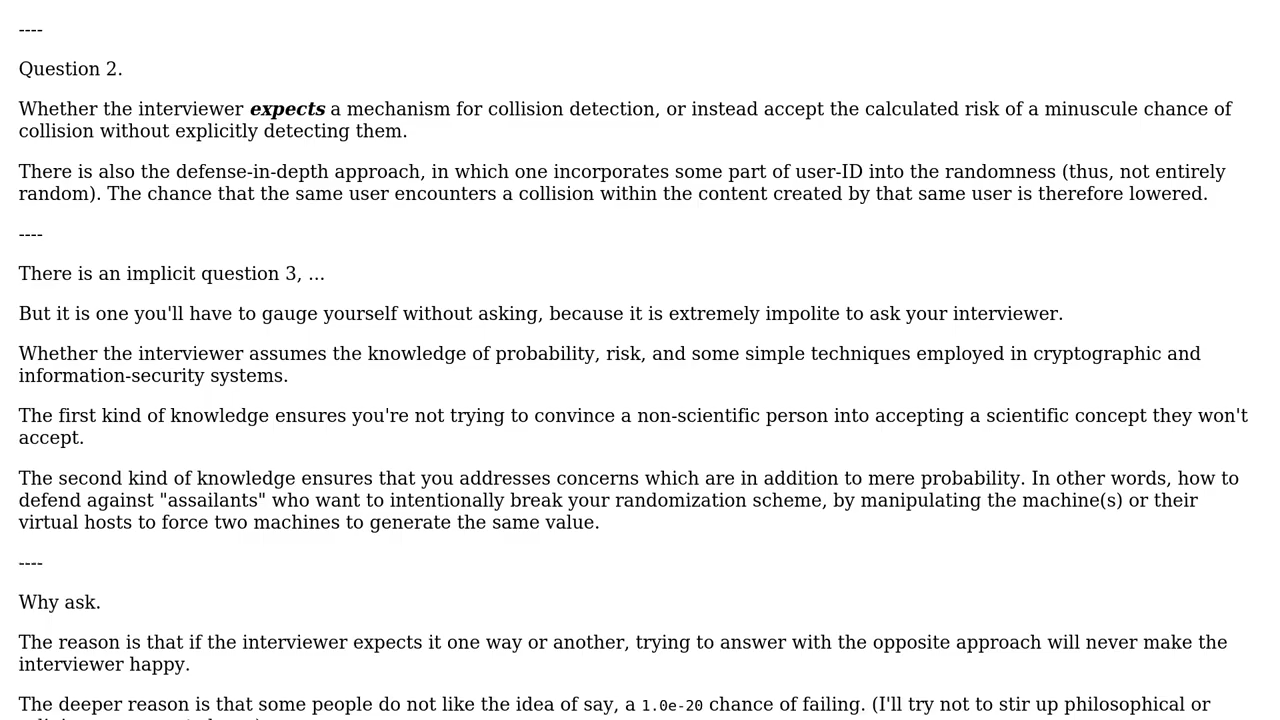 ----
Question 2.
Whether the interviewer expects a mechanism for collision detection, or instead accept the calculated risk of a minuscule chance of
collision without explicitly detecting them.
There is also the defense-in-depth approach, in which one incorporates some part of user-ID into the randomness (thus, not entirely
random). The chance that the same user encounters a collision within the content created by that same user is therefore lowered.
----
There is an implicit question 3, ...
But it is one you'll have to gauge yourself without asking, because it is extremely impolite to ask your interviewer.
Whether the interviewer assumes the knowledge of probability, risk, and some simple techniques employed in cryptographic and
information-security systems.
The first kind of knowledge ensures you're not trying to convince a non-scientific person into accepting a scientific concept they won't
accept.
The second kind of knowledge ensures that you addresses concerns which are in addition to mere probability. In other words, how to
defend against "assailants" who want to intentionally break your randomization scheme, by manipulating the machine(s) or their
virtual hosts to force two machines to generate the same value.
----
Why ask.
The reason is that if the interviewer expects it one way or another, trying to answer with the opposite approach will never make the
interviewer happy.
The deeper reason is that some people do not like the idea of say, a 1.0e-20 chance of failing. (I'll try not to stir up philosophical or